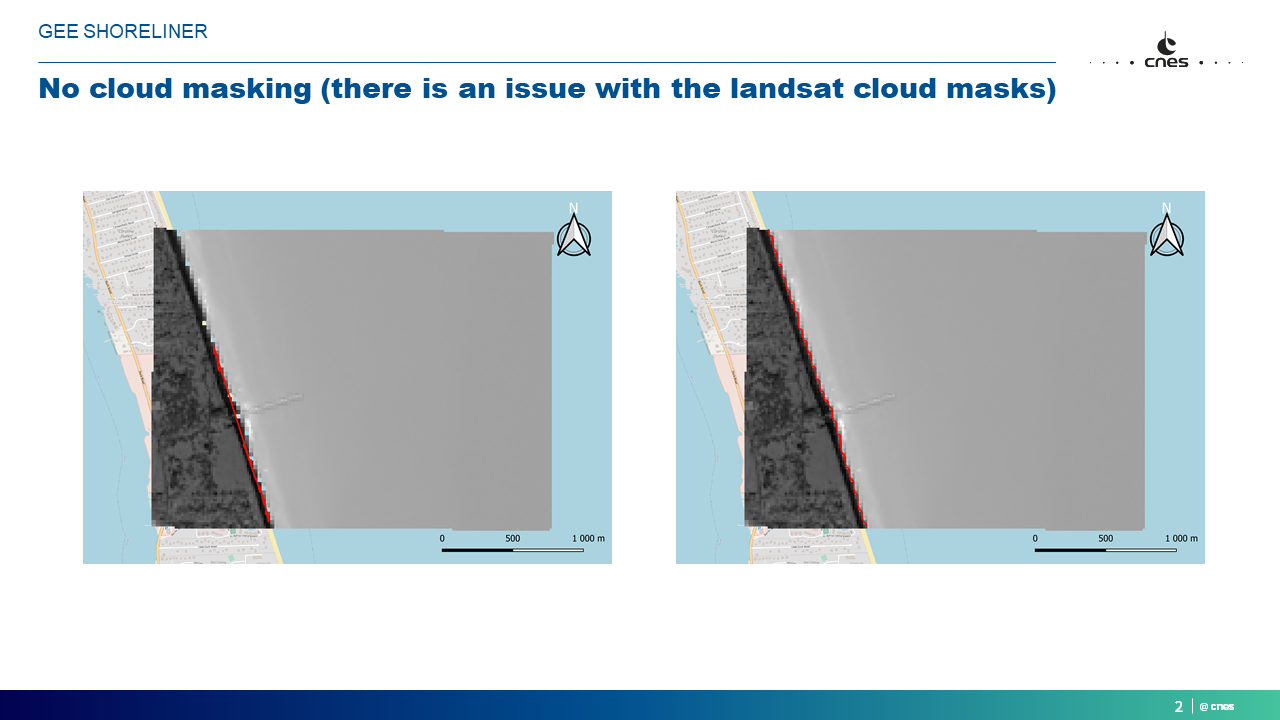 GEE SHORELINER
cnes
No cloud masking (there is an issue with the landsat cloud masks)
N
0 500 1 000 m
N
0 500 1 000 m
2 @ cnes